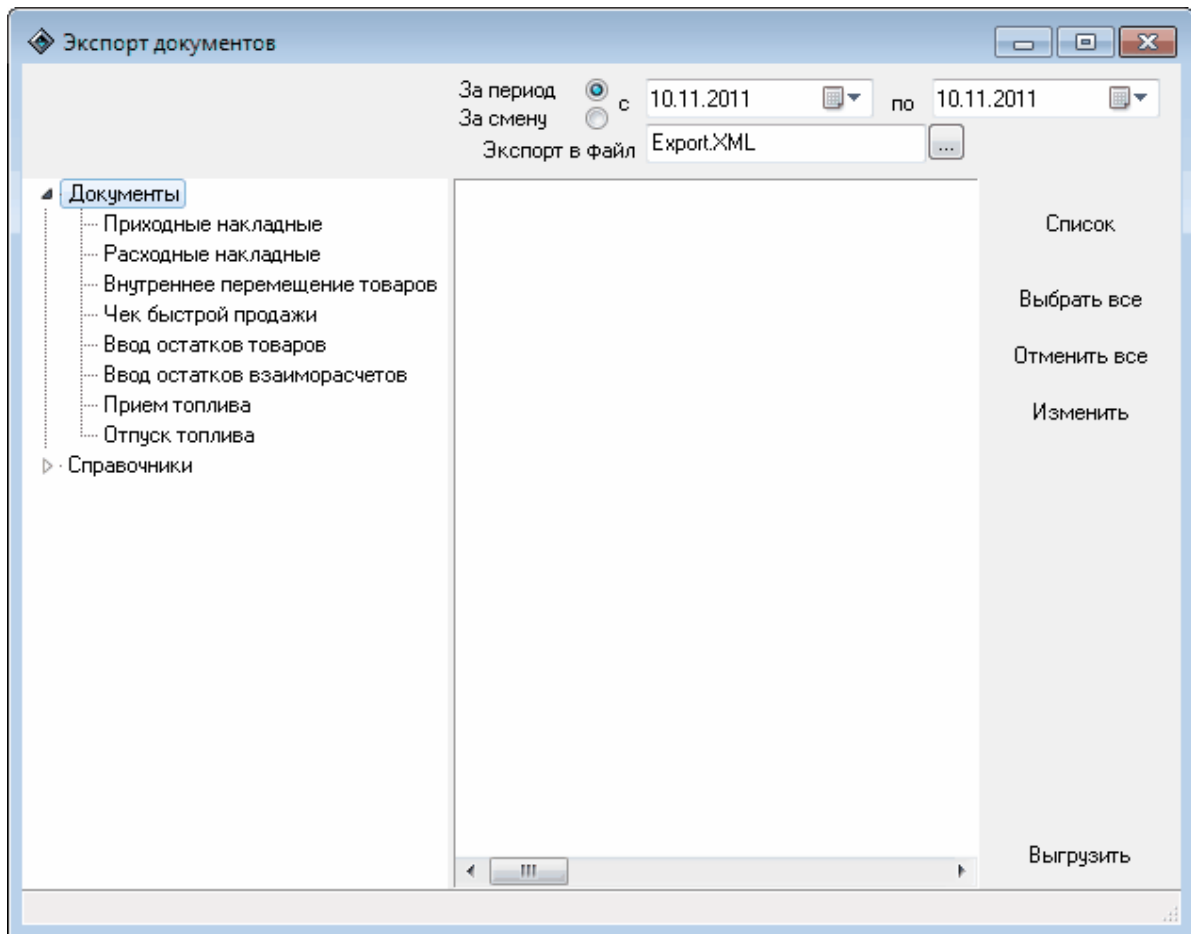 Экспорт документов
За период с 10.11.2011 по 10.11.2011
За смену
Экспорт в файл Export.XML ...
Документы
Приходные накладные
Расходные накладные
Внутреннее перемещение товаров
Чек быстрой продажи
Ввод остатков товаров
Ввод остатков взаиморасчетов
Прием топлива
Отпуск топлива
Справочники
Список
Выбрать все
Отменить все
Изменить
Выгрузить